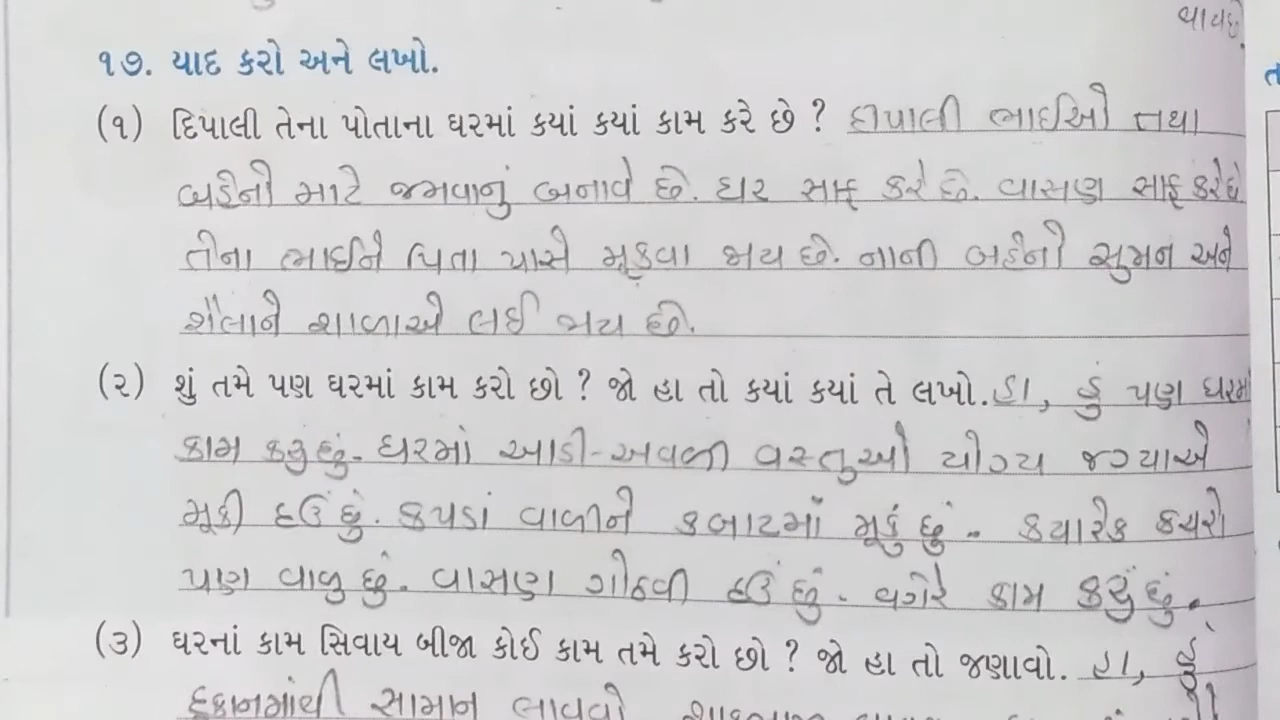 વાવછે.
૧૭. યાદ કરો અને લખો.
(૧) દિપાલી તેના પોતાના ઘરમાં કયાં કયાં કામ કરે છે ? દીપાલી ભાઈઓ તથા
બહેનો માટે જમવાનું બનાવે છે. ઘર સાફ કરે છે. વાસણ સાફ કરે છે
તેના ભાઈને પિતા પાસે મૂકવા જાય છે. નાની બહેનો સુમન અને
શૈલાને શાળાએ લઈ જાય છે.
(૨) શું તમે પણ ઘરમાં કામ કરો છો ? જો હા તો કયાં કયાં તે લખો. હા, હું પણ ઘરમાં
કામ કરું છું. ઘરમાં આડી-અવળી વસ્તુઓ યોગ્ય જગ્યાએ
મૂકી દઉં છું. કપડાં વાળીને કબાટમાં મૂકું છું. કયારેક કચરો
પણ વાળુ છું. વાસણ ગોઠવી દઉં છું. વગેરે કામ કરું છું.
(૩) ઘરનાં કામ સિવાય બીજા કોઈ કામ તમે કરો છો ? જો હા તો જણાવો. હા, હું
દુકાનમાંથી સામાન લાવવો